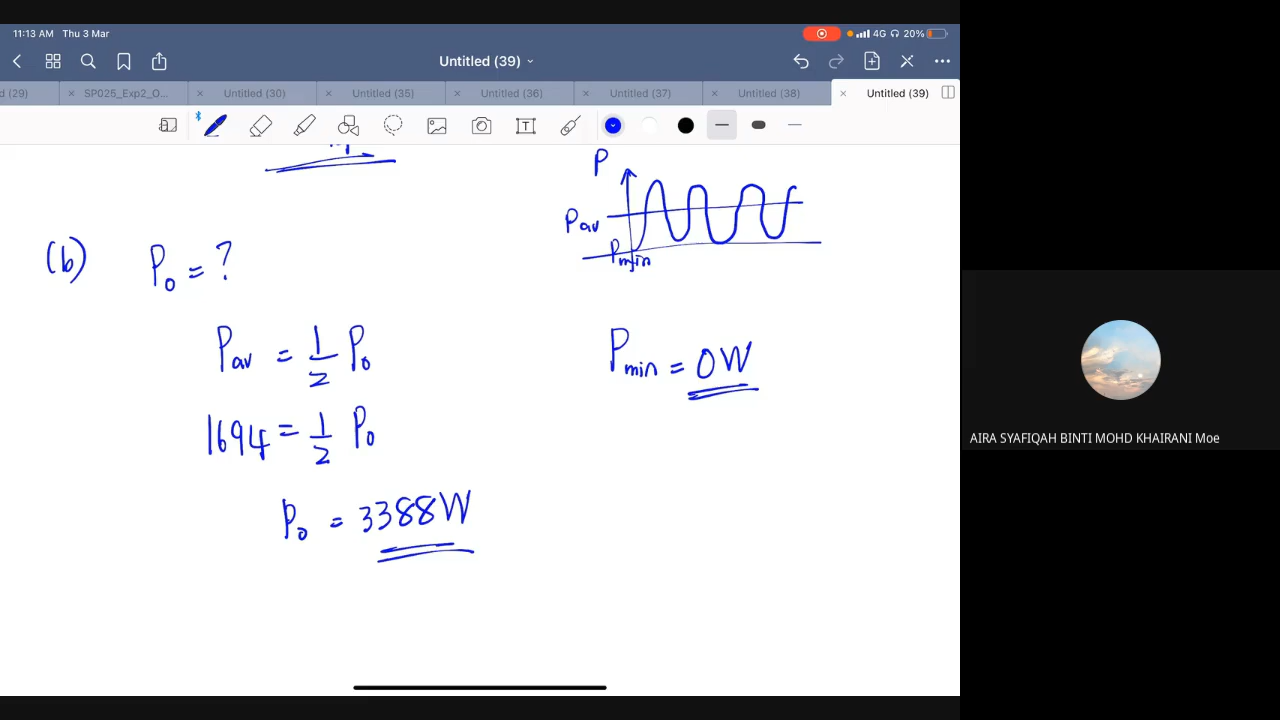 11:13 AM Thu 3 Mar
4G 20%
Untitled (39)
d (29)
SP025_Exp2_O...
Untitled (30)
Untitled (35)
Untitled (36)
Untitled (37)
Untitled (38)
Untitled (39)
T
P
Pav
Pmin
(b)
P₀ = ?
Pav = 1/2 P₀
Pmin = 0W
1694 = 1/2 P₀
P₀ = 3388W
AIRA SYAFIQAH BINTI MOHD KHAIRANI Moe